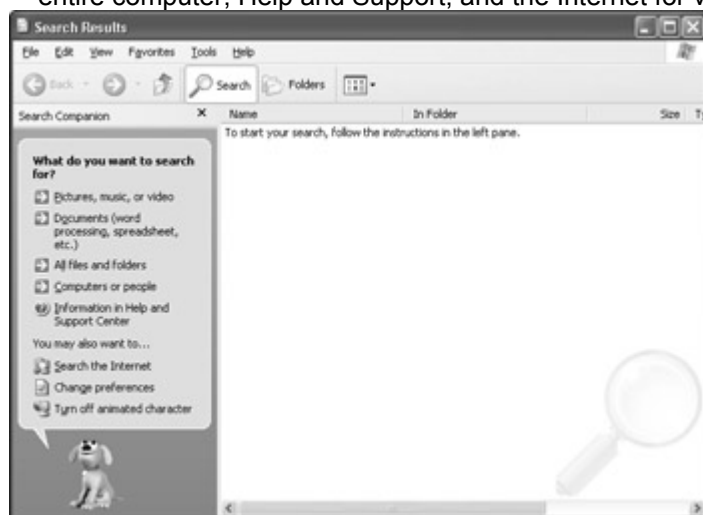 entire computer, Help and Support, and the Internet for
Search Results
File Edit View Favorites Tools Help
Back Search Folders
Search Companion Name In Folder Size
To start your search, follow the instructions in the left pane.
What do you want to search
for?
Pictures, music, or video
Documents (word
processing, spreadsheet,
etc.)
All files and folders
Computers or people
Information in Help and
Support Center
You may also want to...
Search the Internet
Change preferences
Turn off animated character